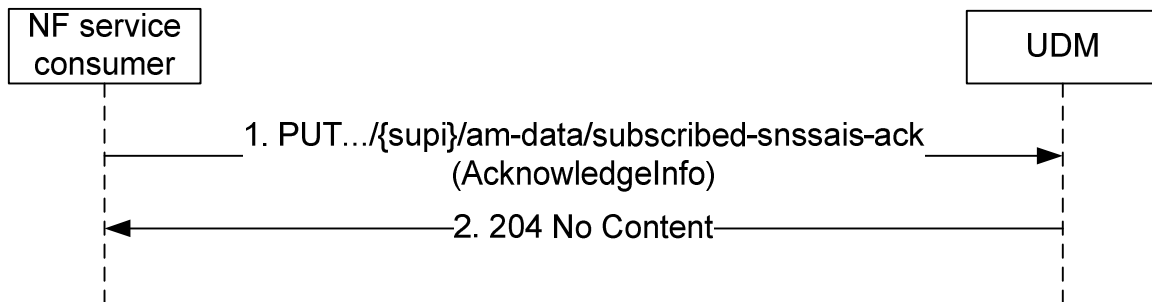 NF service
consumer
UDM
1. PUT.../{supi}/am-data/subscribed-snssais-ack
(AcknowledgeInfo)
2. 204 No Content